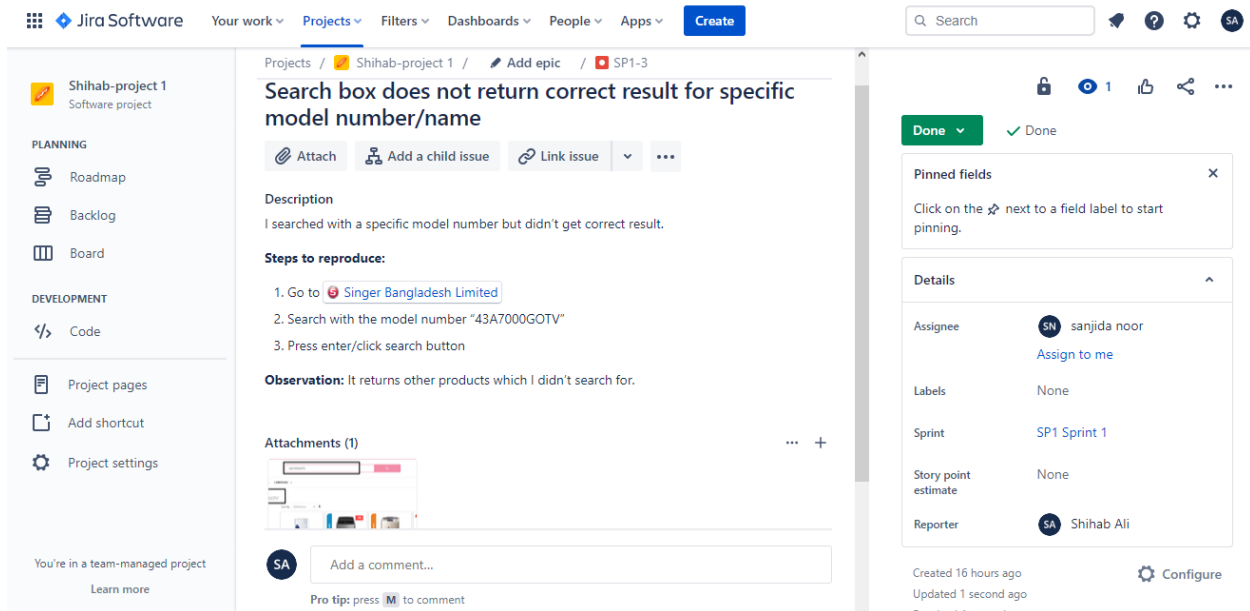 Jira Software
Your work Projects Filters Dashboards People Apps Create
Search
SA
Shihab-project 1
Software project
PLANNING
Roadmap
Backlog
Board
DEVELOPMENT
Code
Project pages
Add shortcut
Project settings
You're in a team-managed project
Learn more
Projects / Shihab-project 1 / Add epic / SP1-3
Search box does not return correct result for specific
model number/name
Attach Add a child issue Link issue
Description
I searched with a specific model number but didn't get correct result.
Steps to reproduce:
1. Go to Singer Bangladesh Limited
2. Search with the model number “43A7000GOTV”
3. Press enter/click search button
Observation: It returns other products which I didn't search for.
Attachments (1)
SA
Add a comment...
Pro tip: press M to comment
1
Done Done
Pinned fields
Click on the next to a field label to start
pinning.
Details
Assignee SN sanjida noor
Assign to me
Labels None
Sprint SP1 Sprint 1
Story point
estimate
None
Reporter SA Shihab Ali
Created 16 hours ago
Configure
Updated 1 second ago